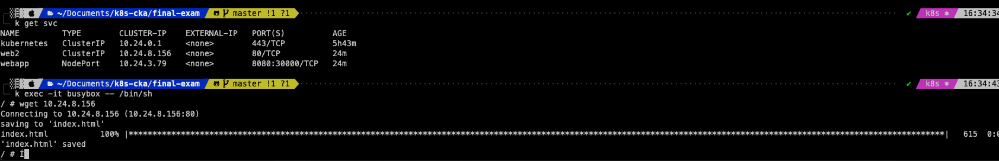 ~/Documents/k8s-cka/final-exam master !1 ?1 ✔ k8s 16:34:34
k get svc
NAME TYPE CLUSTER-IP EXTERNAL-IP PORT(S) AGE
kubernetes ClusterIP 10.24.0.1 <none> 443/TCP 5h43m
web2 ClusterIP 10.24.8.156 <none> 80/TCP 24m
webapp NodePort 10.24.3.79 <none> 8080:30000/TCP 24m
~/Documents/k8s-cka/final-exam master !1 ?1 ✔ k8s 16:34:43
k exec -it busybox -- /bin/sh
/ # wget 10.24.8.156
Connecting to 10.24.8.156 (10.24.8.156:80)
saving to 'index.html'
index.html 100% |****************************************************************************************************************************************************************************| 615 0:0
'index.html' saved
/ # Í